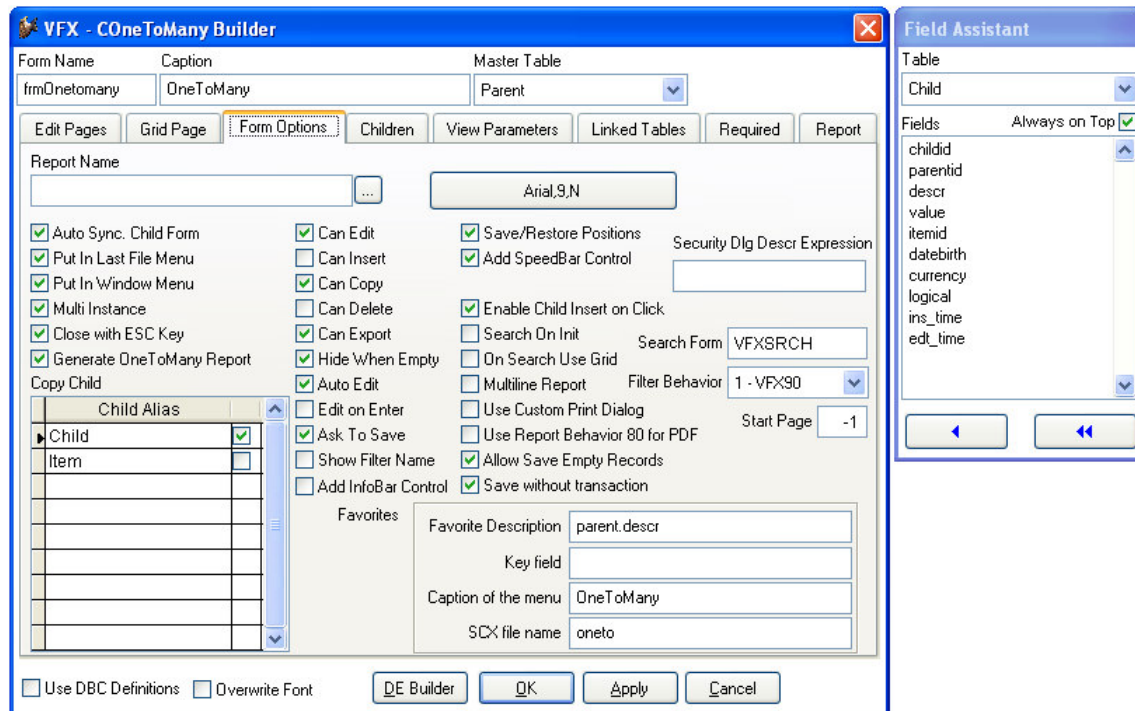 VFX - COneToMany Builder
Form Name Caption Master Table
frmOnetomany OneToMany Parent
Edit Pages Grid Page Form Options Children View Parameters Linked Tables Required Report
Report Name
... Arial,9,N
Auto Sync. Child Form
Put In Last File Menu
Put In Window Menu
Multi Instance
Close with ESC Key
Generate OneToMany Report
Copy Child
Child Alias
Child
Item
Can Edit
Can Insert
Can Copy
Can Delete
Can Export
Hide When Empty
Auto Edit
Edit on Enter
Ask To Save
Show Filter Name
Add InfoBar Control
Save/Restore Positions
Add SpeedBar Control
Enable Child Insert on Click
Search On Init
On Search Use Grid
Multiline Report
Use Custom Print Dialog
Use Report Behavior 80 for PDF
Allow Save Empty Records
Save without transaction
Security Dlg Descr Expression
Search Form VFXSRCH
Filter Behavior 1 - VFX90
Start Page -1
Favorites
Favorite Description parent.descr
Key field
Caption of the menu OneToMany
SCX file name oneto
Use DBC Definitions Overwrite Font DE Builder OK Apply Cancel
Field Assistant
Table
Child
Fields Always on Top
childid
parentid
descr
value
itemid
datebirth
currency
logical
ins_time
edt_time